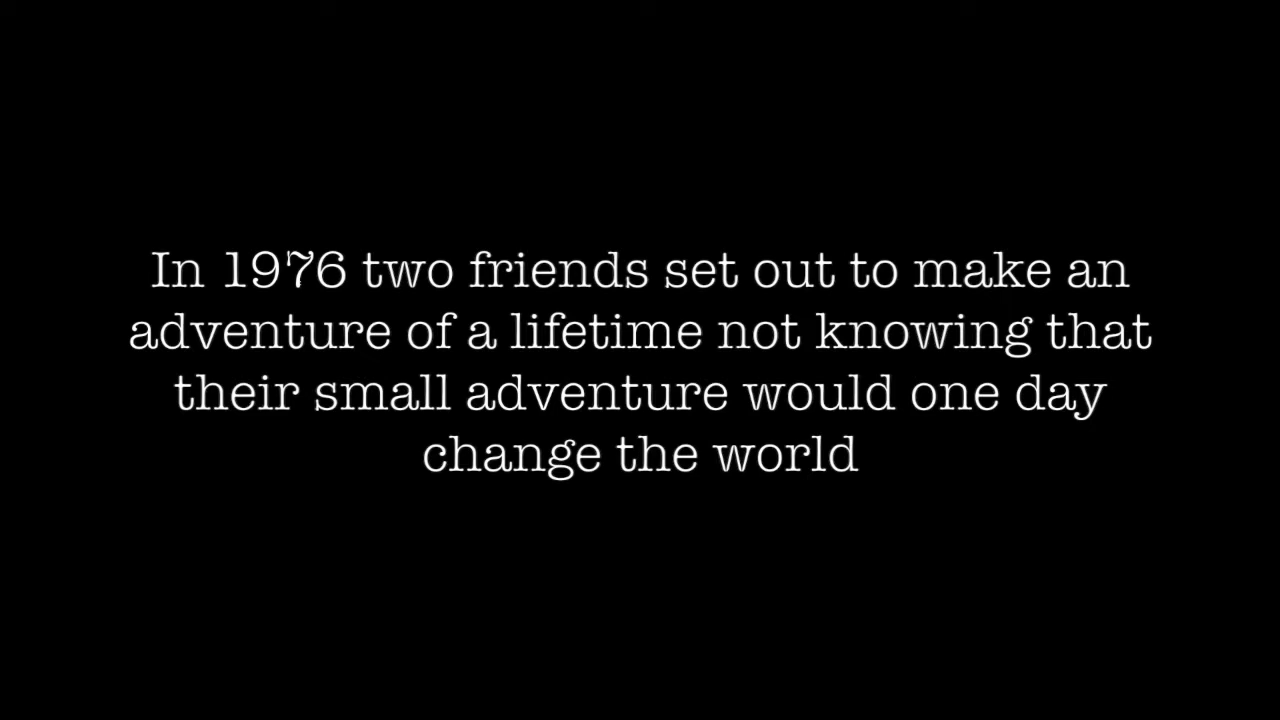 In 1976 two friends set out to make an
adventure of a lifetime not knowing that
their small adventure would one day
change the world